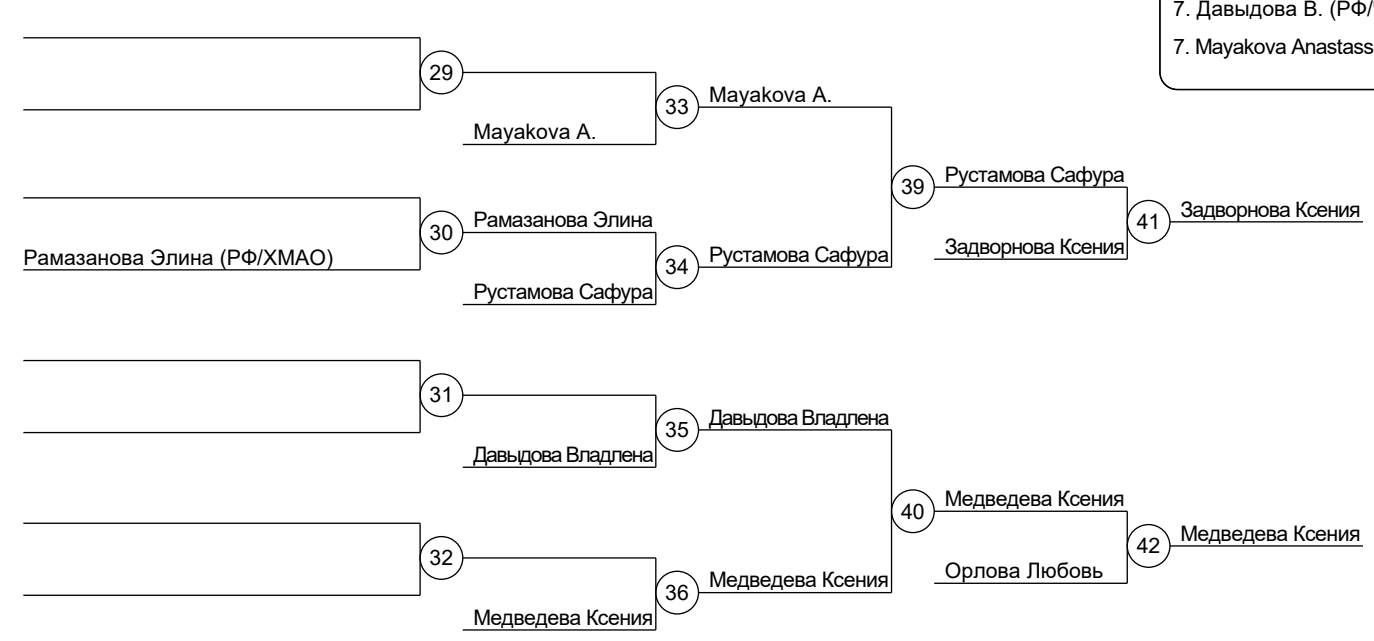 7. Давыдова В. (РФ/
7. Mayakova Anastass
29
33
Mayakova A.
Mayakova A.
39
Рустамова Сафура
41
Задворнова Ксения
30
Рамазанова Элина
Рамазанова Элина (РФ/ХМАО)
34
Рустамова Сафура
Задворнова Ксения
Рустамова Сафура
31
35
Давыдова Владлена
Давыдова Владлена
40
Медведева Ксения
42
Медведева Ксения
32
36
Медведева Ксения
Орлова Любовь
Медведева Ксения